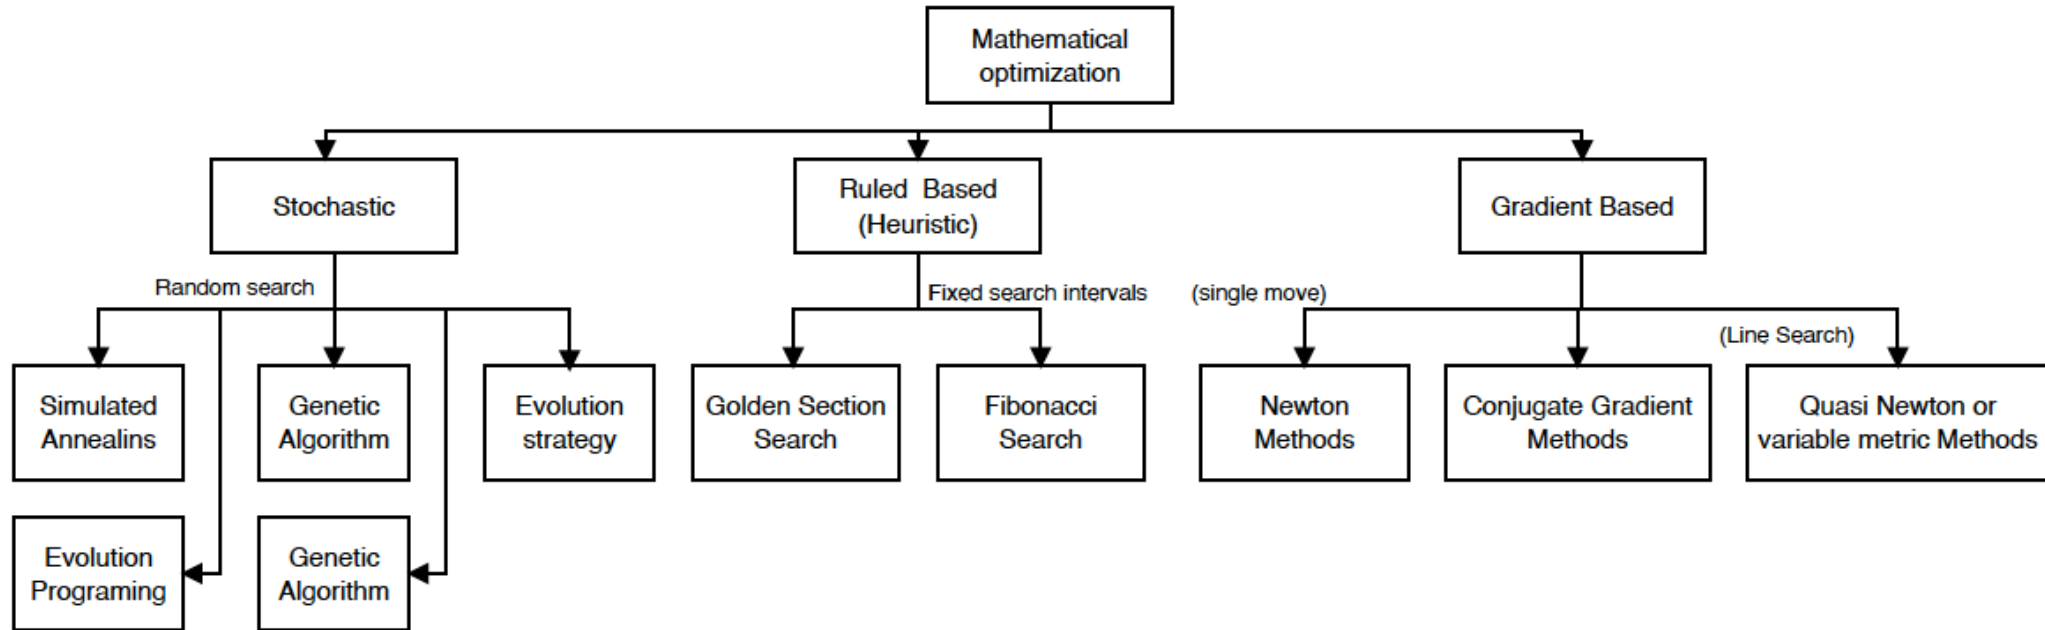 Mathematical
optimization
Stochastic
Ruled Based
(Heuristic)
Gradient Based
Random search
Fixed search intervals
(single move)
(Line Search)
Simulated
Annealins
Genetic
Algorithm
Evolution
strategy
Golden Section
Search
Fibonacci
Search
Newton
Methods
Conjugate Gradient
Methods
Quasi Newton or
variable metric Methods
Evolution
Programing
Genetic
Algorithm